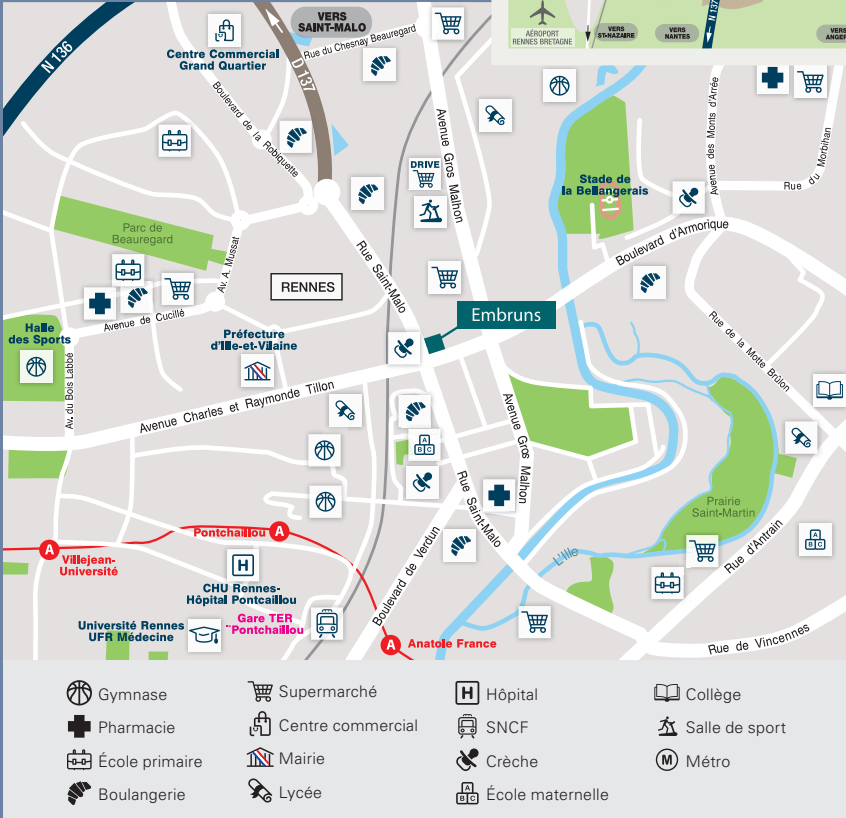 VERS
SAINT-MALO
N 136
D 137
Centre Commercial
Grand Quartier
Rue du Chesnay Beauregard
AÉROPORT
RENNES BRETAGNE
VERS
ST-NAZAIRE
VERS
NANTES
N 137
VERS
Boulevard de la Robiquette
Avenue Gros Malhon
DRIVE
Avenue des Monts d'Arrée
Rue du Morbihan
Stade de
la Bellangerais
Boulevard d'Armorique
Parc de
Beauregard
Av. A. Mussat
RENNES
Rue Saint-Malo
Embruns
Avenue de Cucillé
Halle
des Sports
Préfecture
d'Ille-et-Vilaine
Av. du Bois Labbé
Avenue Charles et Raymonde Tillon
Rue de la Motte Brûlon
A
B C
Avenue Gros Malhon
Rue Saint-Malo
Prairie
Saint-Martin
Rue d'Antrain
A
B C
L'Ille
Boulevard de Verdun
Pontchaillou A
A
Villejean-
Université
H
CHU Rennes-
Hôpital Pontcaillou
Gare TER
"Pontchaillou
Université Rennes
UFR Médecine
A Anatole France
Rue de Vincennes
Gymnase
Supermarché
H Hôpital
Collège
Pharmacie
Centre commercial
SNCF
Salle de sport
École primaire
Mairie
Crèche
M Métro
Boulangerie
Lycée
A
B C
École maternelle